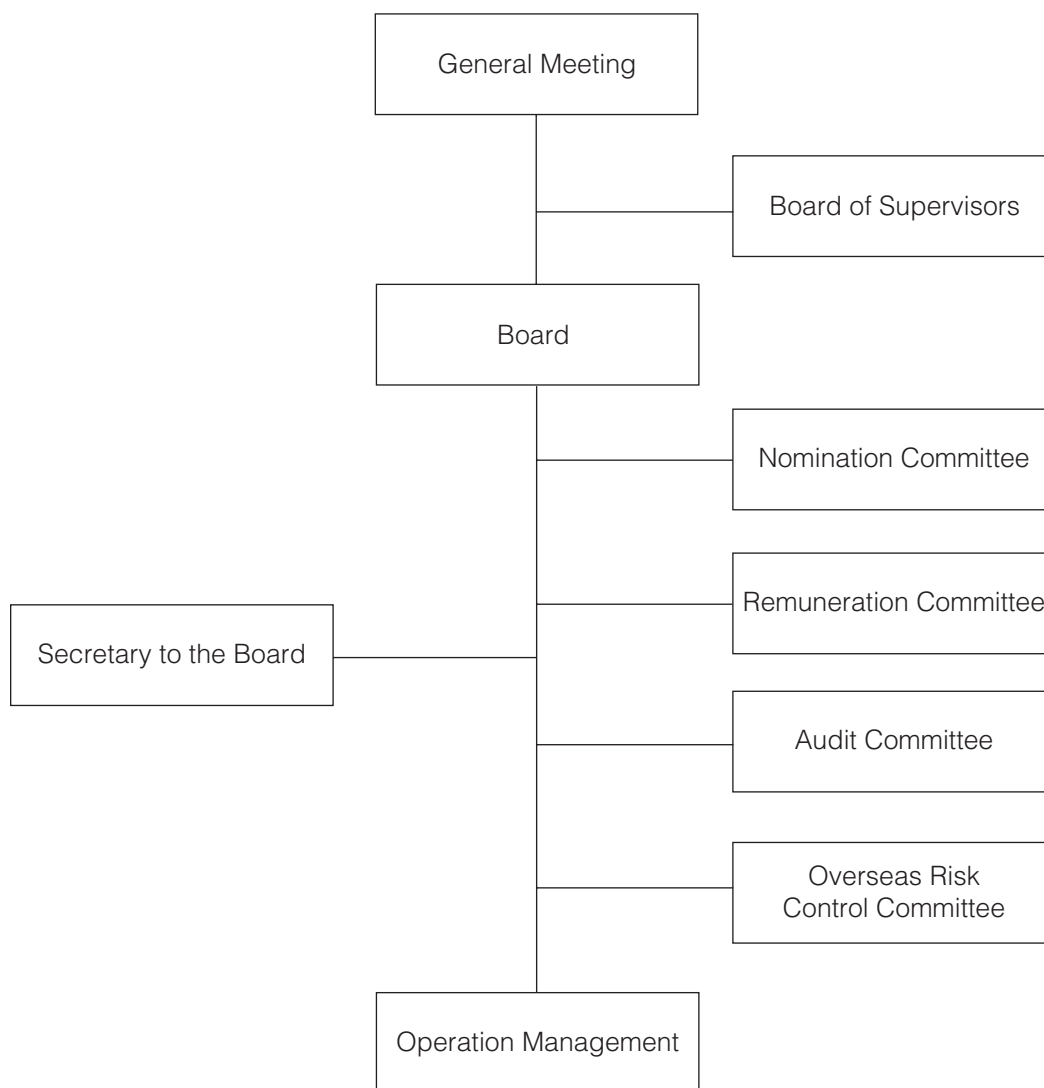 General Meeting
Board of Supervisors
Board
Nomination Committee
Remuneration Committee
Secretary to the Board
Audit Committee
Overseas Risk
Control Committee
Operation Management